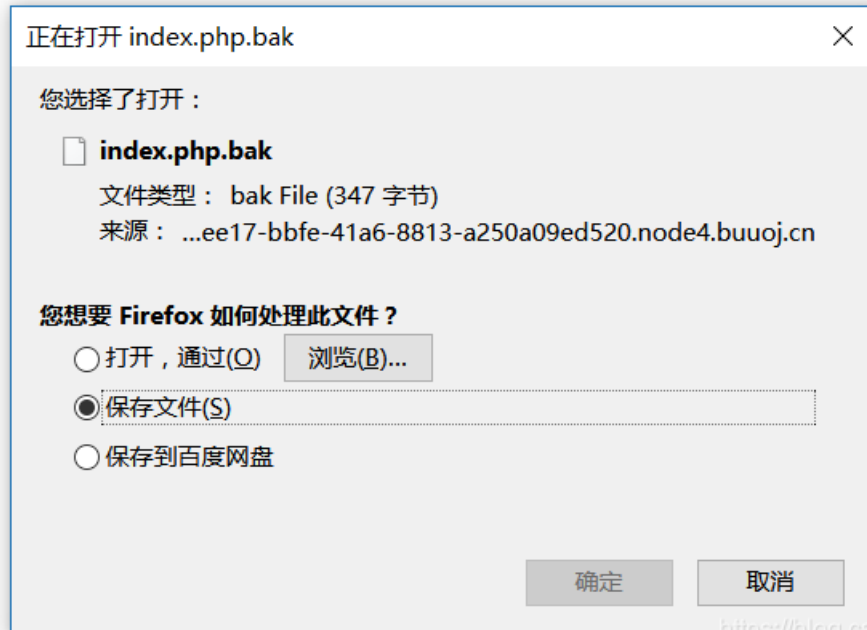 正在打开 index.php.bak
您选择了打开：
index.php.bak
文件类型： bak File (347 字节)
来源： ...ee17-bbfe-41a6-8813-a250a09ed520.node4.buuoj.cn
您想要 Firefox 如何处理此文件？
打开，通过(O) 浏览(B)...
保存文件(S)
保存到百度网盘
确定 取消